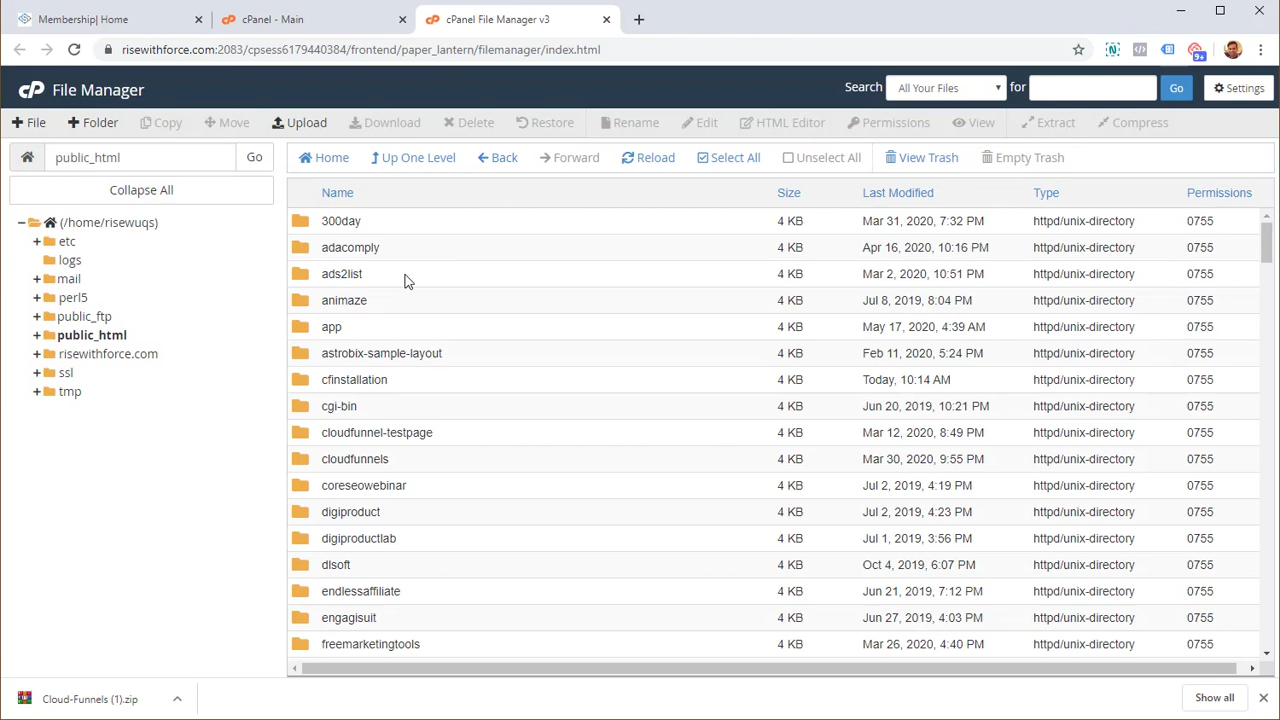 Membership| Home
cPanel - Main
cPanel File Manager v3
risewithforce.com:2083/cpsess6179440384/frontend/paper_lantern/filemanager/index.html
9+
cP File Manager
Search All Your Files for Go Settings
File Folder Copy Move Upload Download Delete Restore Rename Edit HTML Editor Permissions View Extract Compress
public_html Go
Home Up One Level Back Forward Reload Select All Unselect All View Trash Empty Trash
Collapse All
(/home/risewuqs)
etc
logs
mail
perl5
public_ftp
public_html
risewithforce.com
ssl
tmp
Name Size Last Modified Type Permissions
300day 4 KB Mar 31, 2020, 7:32 PM httpd/unix-directory 0755
adacomply 4 KB Apr 16, 2020, 10:16 PM httpd/unix-directory 0755
ads2list 4 KB Mar 2, 2020, 10:51 PM httpd/unix-directory 0755
animaze 4 KB Jul 8, 2019, 8:04 PM httpd/unix-directory 0755
app 4 KB May 17, 2020, 4:39 AM httpd/unix-directory 0755
astrobix-sample-layout 4 KB Feb 11, 2020, 5:24 PM httpd/unix-directory 0755
cfinstallation 4 KB Today, 10:14 AM httpd/unix-directory 0755
cgi-bin 4 KB Jun 20, 2019, 10:21 PM httpd/unix-directory 0755
cloudfunnel-testpage 4 KB Mar 12, 2020, 8:49 PM httpd/unix-directory 0755
cloudfunnels 4 KB Mar 30, 2020, 9:55 PM httpd/unix-directory 0755
coreseowebinar 4 KB Jul 2, 2019, 4:19 PM httpd/unix-directory 0755
digiproduct 4 KB Jul 2, 2019, 4:23 PM httpd/unix-directory 0755
digiproductlab 4 KB Jul 1, 2019, 3:56 PM httpd/unix-directory 0755
dlsoft 4 KB Oct 4, 2019, 6:07 PM httpd/unix-directory 0755
endlessaffiliate 4 KB Jun 21, 2019, 7:12 PM httpd/unix-directory 0755
engagisuit 4 KB Jun 27, 2019, 4:03 PM httpd/unix-directory 0755
freemarketingtools 4 KB Mar 26, 2020, 4:40 PM httpd/unix-directory 0755
Cloud-Funnels (1).zip
Show all